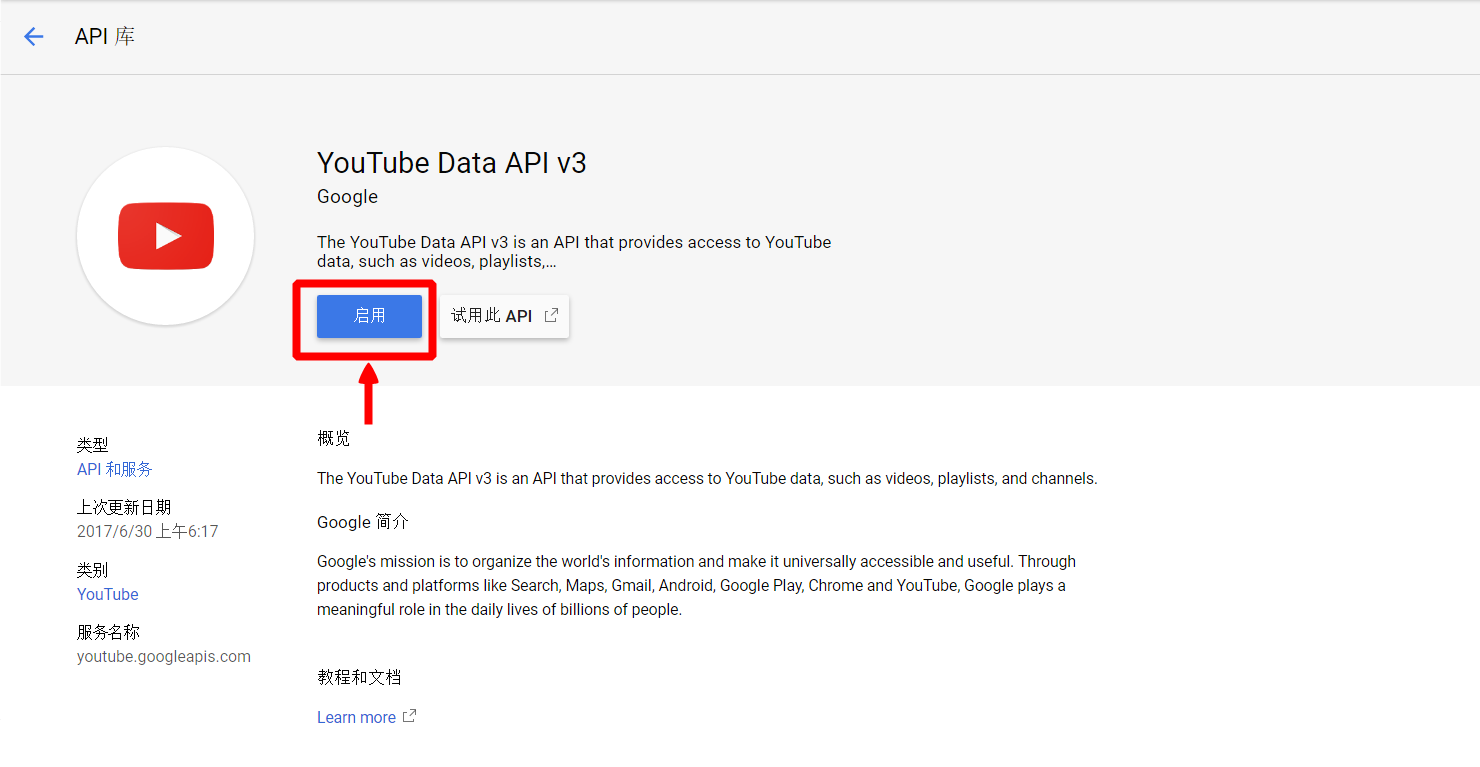 API 库
YouTube Data API v3
Google
The YouTube Data API v3 is an API that provides access to YouTube
data, such as videos, playlists,...
启用
试用此 API
类型
API 和服务
上次更新日期
2017/6/30 上午6:17
类别
YouTube
服务名称
youtube.googleapis.com
概览
The YouTube Data API v3 is an API that provides access to YouTube data, such as videos, playlists, and channels.
Google 简介
Google's mission is to organize the world's information and make it universally accessible and useful. Through
products and platforms like Search, Maps, Gmail, Android, Google Play, Chrome and YouTube, Google plays a
meaningful role in the daily lives of billions of people.
教程和文档
Learn more